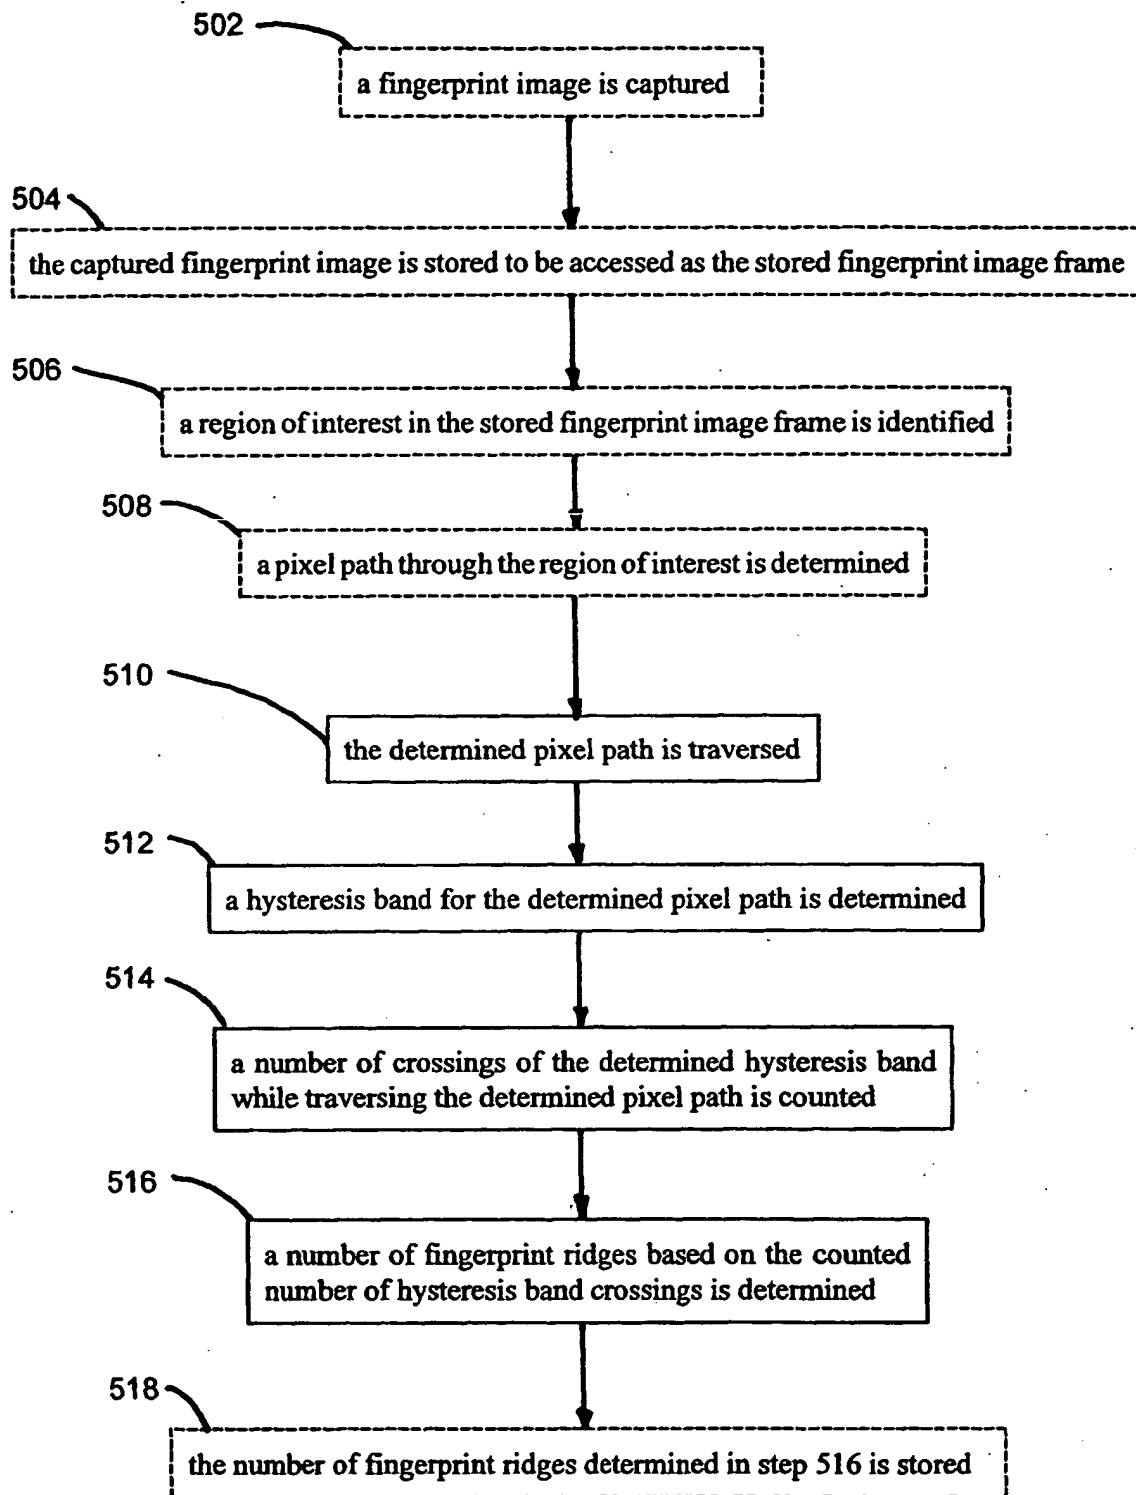 502
a fingerprint image is captured
504
the captured fingerprint image is stored to be accessed as the stored fingerprint image frame
506
a region of interest in the stored fingerprint image frame is identified
508
a pixel path through the region of interest is determined
510
the determined pixel path is traversed
512
a hysteresis band for the determined pixel path is determined
514
a number of crossings of the determined hysteresis band
while traversing the determined pixel path is counted
516
a number of fingerprint ridges based on the counted
number of hysteresis band crossings is determined
518
the number of fingerprint ridges determined in step 516 is stored